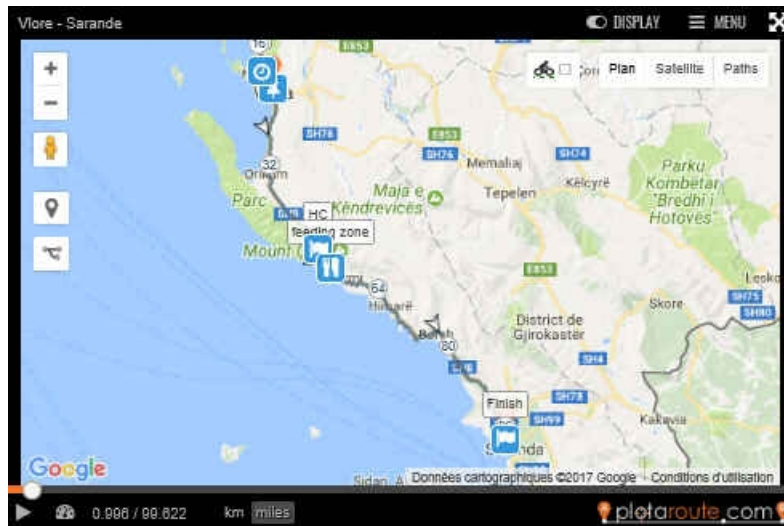 Vlore - Sarande
DISPLAY
MENU
16
E853
Plan
Satellite
Paths
SH76
E853
SH76
SH74
Memaliaj
Parku
Kombetar
"Bredhi i
Hotovës"
32
Orikum
Parc
Tepelen
Këlcyrë
Maja e
Këndrevicës
HC
feeding zone
Mount
E853
64
Himarë
Lesko
SH75
SH80
Skore
District de
Gjirokastër
Borsh
80
SH8
SH4
Finish
SH78
SH99
Kakavia
Google
Données cartographiques ©2017 Google
Conditions d'utilisation
0.996 / 99.622
km
miles
plotaroute.com